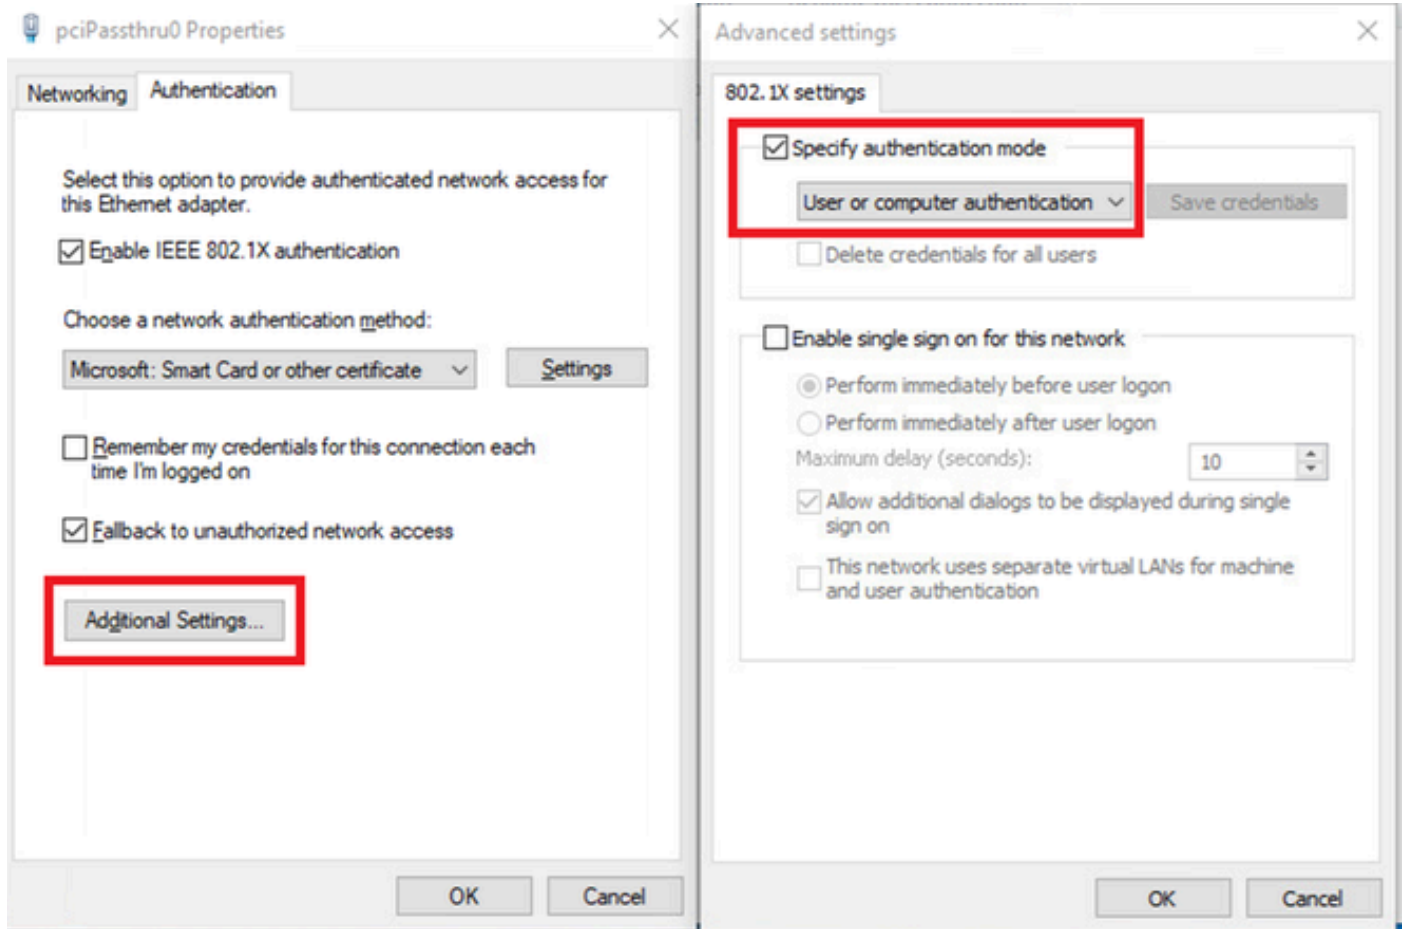 pciPassthru0 Properties
Networking
Authentication
Select this option to provide authenticated network access for
this Ethernet adapter.
Enable IEEE 802.1X authentication
Choose a network authentication method:
Microsoft: Smart Card or other certificate
Settings
Remember my credentials for this connection each
time I'm logged on
Fallback to unauthorized network access
Additional Settings...
OK
Cancel
Advanced settings
802.1X settings
Specify authentication mode
User or computer authentication
Save credentials
Delete credentials for all users
Enable single sign on for this network
Perform immediately before user logon
Perform immediately after user logon
Maximum delay (seconds):
10
Allow additional dialogs to be displayed during single
sign on
This network uses separate virtual LANs for machine
and user authentication
OK
Cancel